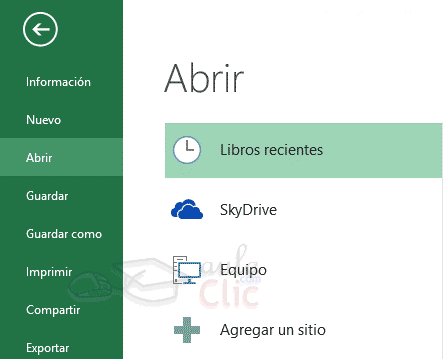 Información
Nuevo
Abrir
Guardar
Guardar como
Imprimir
Compartir
Exportar
Abrir
Libros recientes
SkyDrive
Equipo
Agregar un sitio
aula
.com
Clic